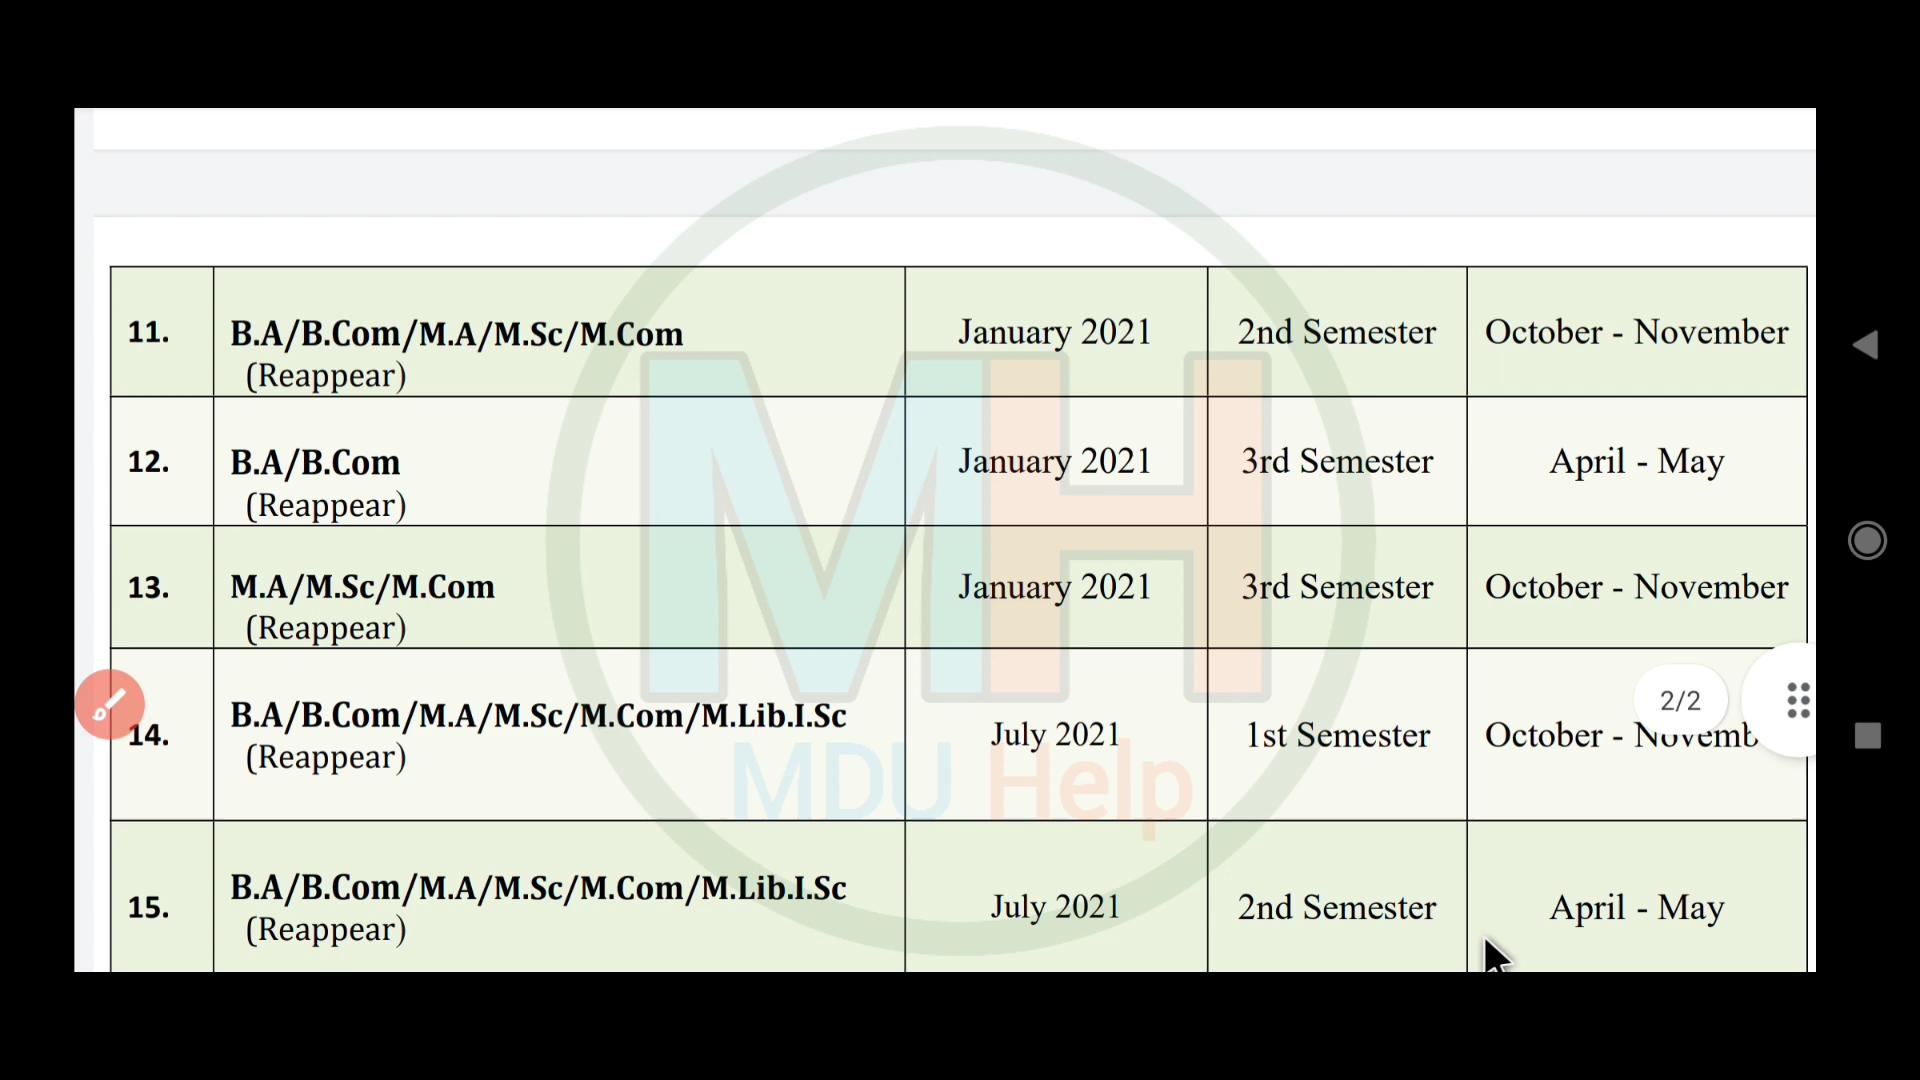 11. B.A/B.Com/M.A/M.Sc/M.Com January 2021 2nd Semester October - November
(Reappear)
12. B.A/B.Com January 2021 3rd Semester April - May
(Reappear)
13. M.A/M.Sc/M.Com January 2021 3rd Semester October - November
(Reappear)
2/2
14. B.A/B.Com/M.A/M.Sc/M.Com/M.Lib.I.Sc July 2021 1st Semester October - Novemb
(Reappear)
15. B.A/B.Com/M.A/M.Sc/M.Com/M.Lib.I.Sc July 2021 2nd Semester April - May
(Reappear)
MH
MDU Help